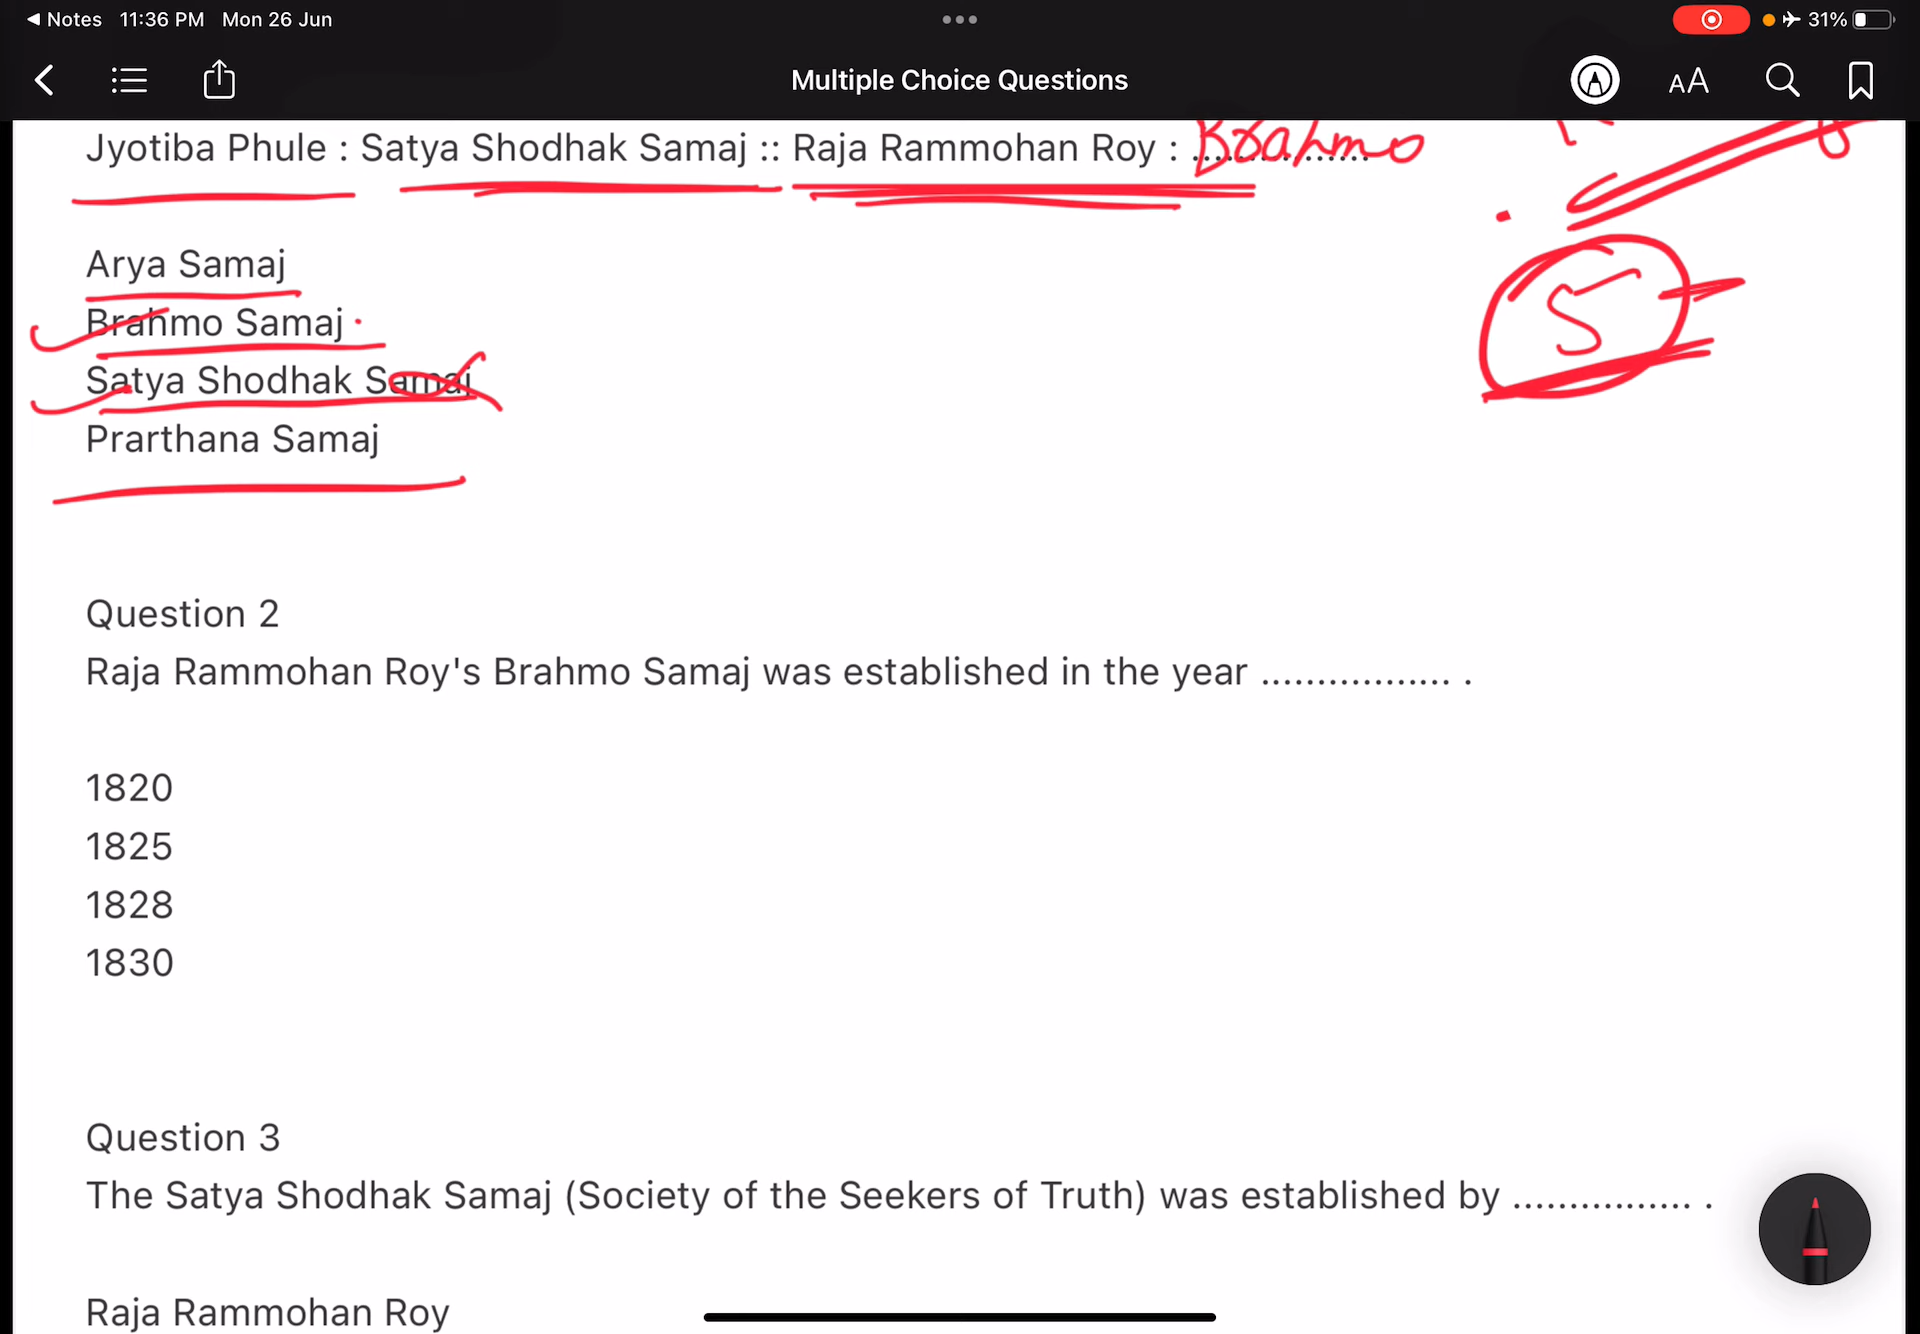 ◀ Notes 11:36 PM Mon 26 Jun
31%
Multiple Choice Questions
AA
Jyotiba Phule : Satya Shodhak Samaj :: Raja Rammohan Roy : ................ Brahmo
Arya Samaj
Brahmo Samaj
Satya Shodhak Samaj
Prarthana Samaj
5
Question 2
Raja Rammohan Roy's Brahmo Samaj was established in the year ................. .
1820
1825
1828
1830
Question 3
The Satya Shodhak Samaj (Society of the Seekers of Truth) was established by ................ .
Raja Rammohan Roy